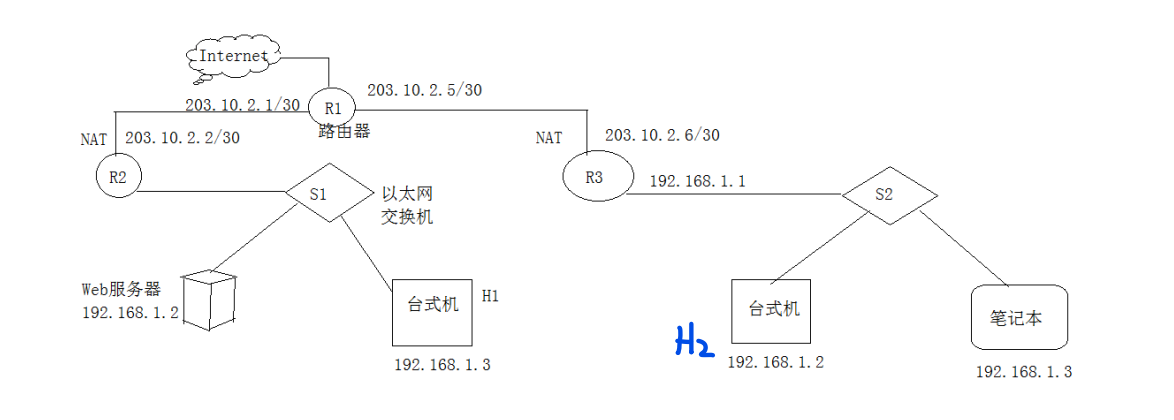 Internet
203.10.2.1/30
R1
203.10.2.5/30
路由器
NAT
203.10.2.2/30
NAT
203.10.2.6/30
R2
S1
以太网
交换机
R3
192.168.1.1
S2
Web服务器
192.168.1.2
台式机
H1
192.168.1.3
台式机
H2
192.168.1.2
笔记本
192.168.1.3